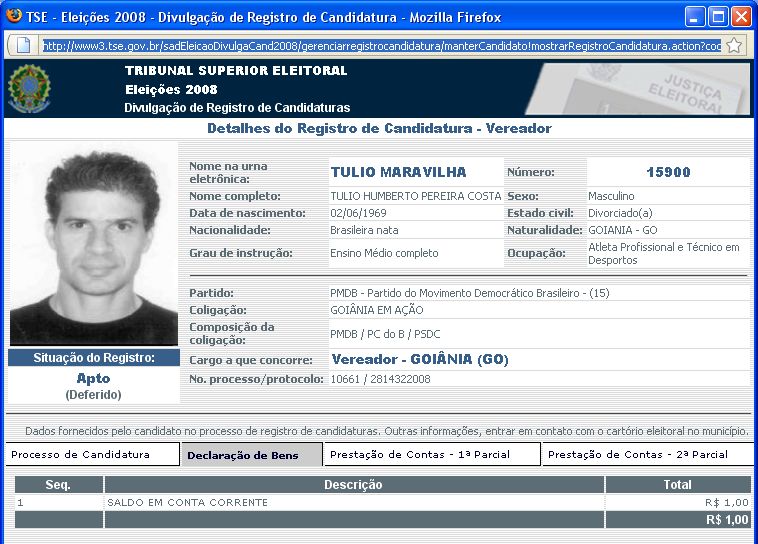 TSE - Eleições 2008 - Divulgação de Registro de Candidatura - Mozilla Firefox
http://www3.tse.gov.br/sadEleicaoDivulgaCand2008/gerenciarregistrocandidatura/manterCandidato!mostrarRegistroCandidatura.action?coc
TRIBUNAL SUPERIOR ELEITORAL
Eleições 2008
Divulgação de Registro de Candidaturas
JUSTIÇA
ELEITORAL
Detalhes do Registro de Candidatura - Vereador
Nome na urna eletrônica: TULIO MARAVILHA Número: 15900
Nome completo: TULIO HUMBERTO PEREIRA COSTA Sexo: Masculino
Data de nascimento: 02/06/1969 Estado civil: Divorciado(a)
Nacionalidade: Brasileira nata Naturalidade: GOIANIA - GO
Grau de instrução: Ensino Médio completo Ocupação: Atleta Profissional e Técnico em Desportos
Partido: PMDB - Partido do Movimento Democrático Brasileiro - (15)
Coligação: GOIÂNIA EM AÇÃO
Composição da coligação: PMDB / PC do B / PSDC
Cargo a que concorre: Vereador - GOIÂNIA (GO)
No. processo/protocolo: 10661 / 2814322008
Situação do Registro:
Apto
(Deferido)
Dados fornecidos pelo candidato no processo de registro de candidaturas. Outras informações, entrar em contato com o cartório eleitoral no município.
Processo de Candidatura Declaração de Bens Prestação de Contas - 1ª Parcial Prestação de Contas - 2ª Parcial
Seq. Descrição Total
1 SALDO EM CONTA CORRENTE R$ 1,00
R$ 1,00